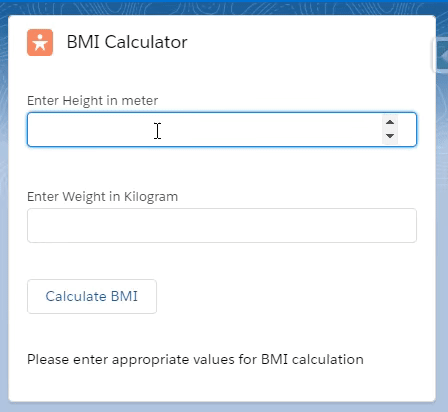 BMI Calculator
Enter Height in meter
Enter Weight in Kilogram
Calculate BMI
Please enter appropriate values for BMI calculation